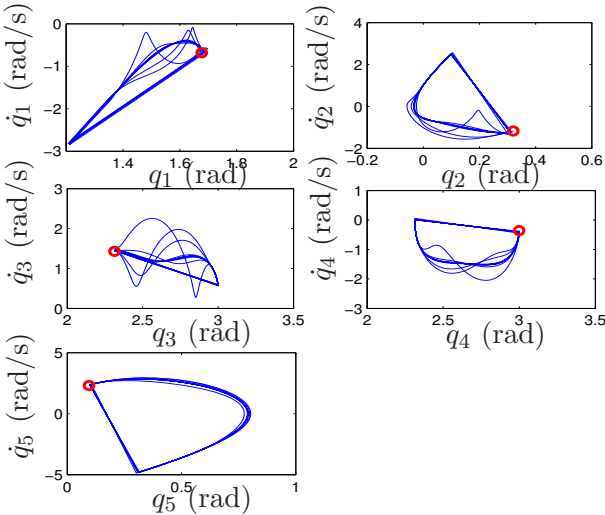 0
−1
−2
−3
1.4 1.6 1.8 2
q̇₁ (rad/s)
q₁ (rad)
4
2
0
−2
−0.2 0 0.2 0.4 0.6
q̇₂ (rad/s)
q₂ (rad)
3
2
1
0
2 2.5 3 3.5
q̇₃ (rad/s)
q₃ (rad)
1
0
−1
−2
−3
2 2.5 3 3.5
q̇₄ (rad/s)
q₄ (rad)
5
0
−5
0 0.5 1
q̇₅ (rad/s)
q₅ (rad)